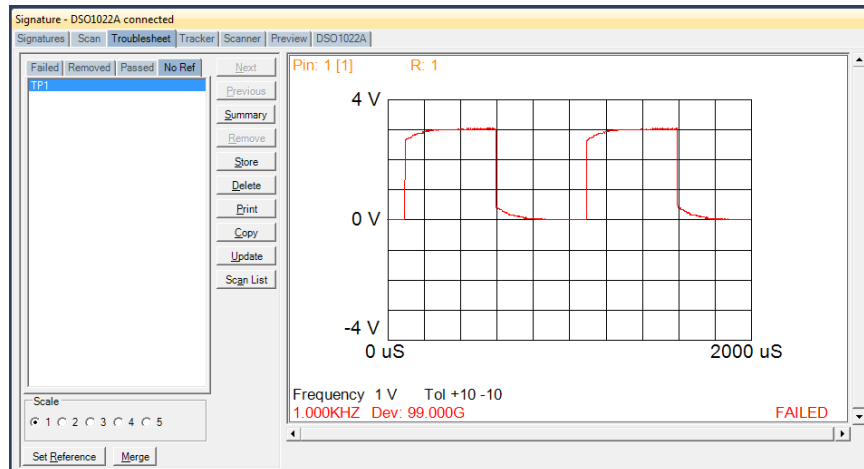 Signature - DSO1022A connected
Signatures Scan Troublesheet Tracker Scanner Preview DSO1022A
Failed Removed Passed No Ref
TP1
Next
Previous
Summary
Remove
Store
Delete
Print
Copy
Update
Scan List
Scale
1 2 3 4 5
Set Reference Merge
Pin: 1 [1] R: 1
4 V
0 V
-4 V
0 uS 2000 uS
Frequency 1 V Tol +10 -10
1.000KHZ Dev: 99.000G FAILED